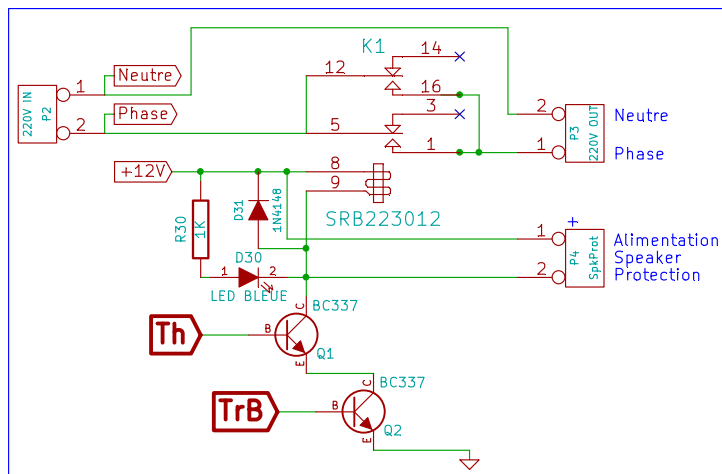 K1
14
12
16
3
5
1
1
Neutre
Phase
2
220V IN
P2
2
1
P3
220V OUT
Neutre
Phase
+12V
8
9
SRB223012
R30
1K
D31
1N4148
D30
1
2
LED BLEUE
1
2
+
P4
SpkProt
Alimentation
Speaker
Protection
BC337
C
B
E
Q1
Th
BC337
C
B
E
Q2
TrB